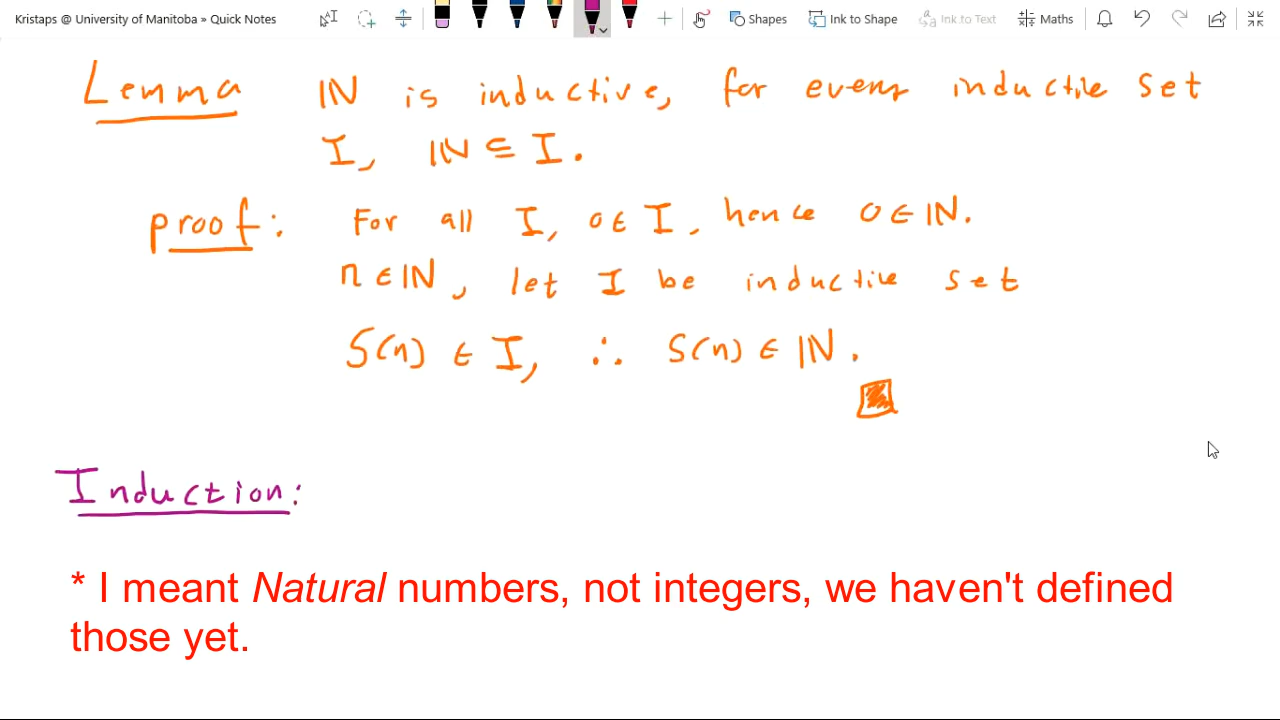 Kristaps @ University of Manitoba » Quick Notes
Shapes
Ink to Shape
Ink to Text
Maths
Lemma ℕ is inductive, for every inductive set
I, ℕ ⊆ I.
proof: For all I, 0 ∈ I, hence 0 ∈ ℕ.
n ∈ ℕ, let I be inductive set
S(n) ∈ I, ∴ S(n) ∈ ℕ.
Induction:
* I meant Natural numbers, not integers, we haven't defined
those yet.